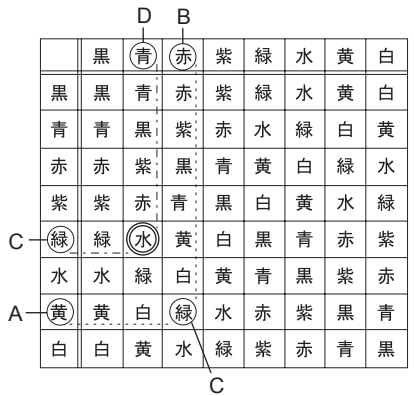 D B
黒 青 赤 紫 緑 水 黄 白
黒 黒 青 赤 紫 緑 水 黄 白
青 青 黒 紫 赤 水 緑 白 黄
赤 赤 紫 黒 青 黄 白 緑 水
紫 紫 赤 青 黒 白 黄 水 緑
C 緑 緑 水 黄 白 黒 青 赤 紫
水 水 緑 白 黄 青 黒 紫 赤
A 黄 黄 白 緑 水 赤 紫 黒 青
白 白 黄 水 緑 紫 赤 青 黒
C